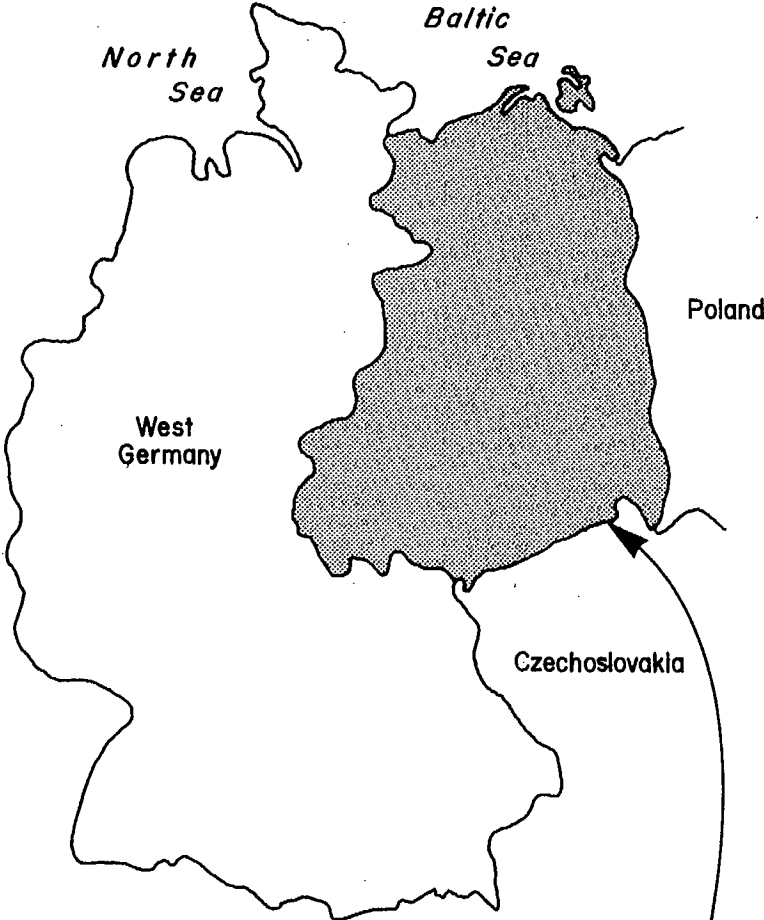 North
Sea
Baltic
Sea
Poland
West
Germany
Czechoslovakia